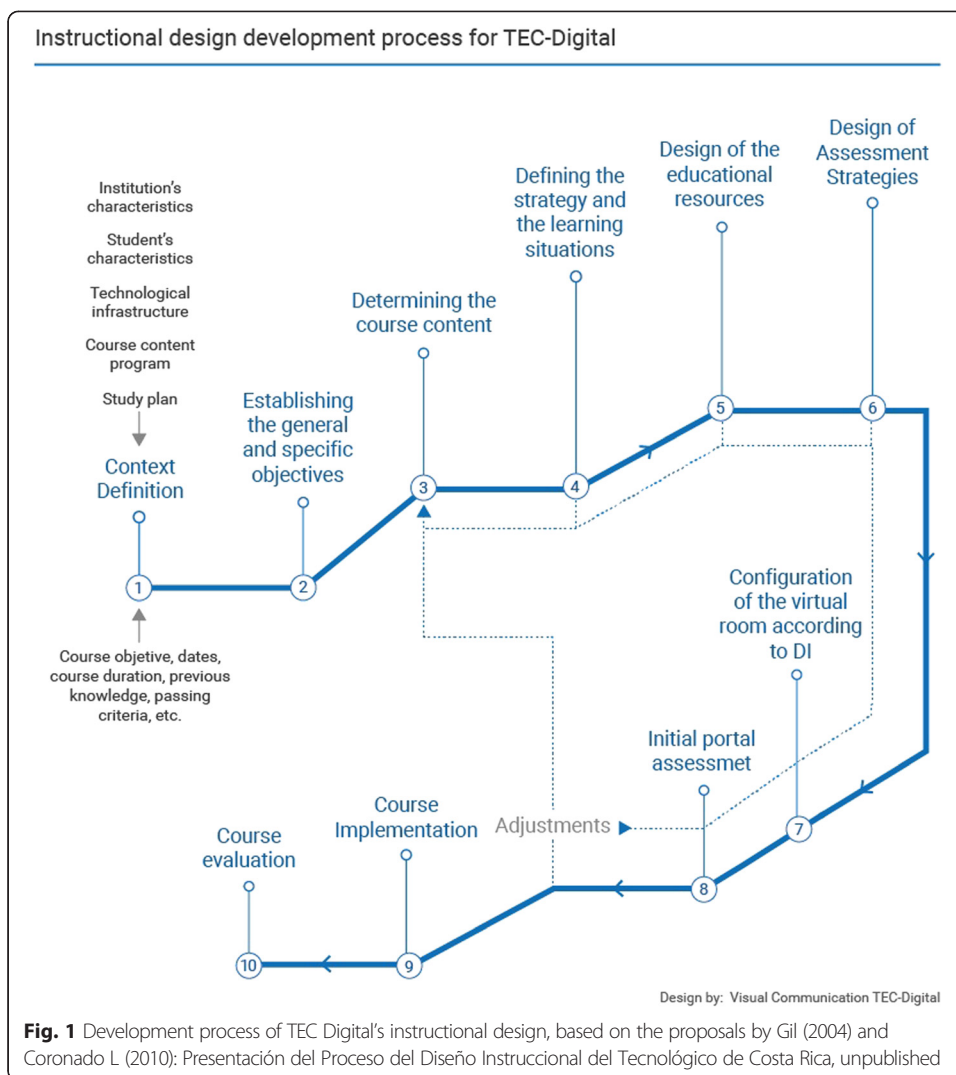 Instructional design development process for TEC-Digital
Institution's
characteristics
Student's
characteristics
Technological
infrastructure
Course content
program
Study plan
Context
Definition
1
Course objetive, dates,
course duration, previous
knowledge, passing
criteria, etc.
Establishing
the general
and specific
objectives
2
Determining the
course content
3
Defining the
strategy and
the learning
situations
4
Design of the
educational
resources
5
Design of
Assessment
Strategies
6
Configuration
of the virtual
room according
to DI
7
Initial portal
assessmet
8
Adjustments
Course
Implementation
9
Course
evaluation
10
Design by: Visual Communication TEC-Digital
Fig. 1 Development process of TEC Digital's instructional design, based on the proposals by Gil (2004) and
Coronado L (2010): Presentación del Proceso del Diseño Instruccional del Tecnológico de Costa Rica, unpublished